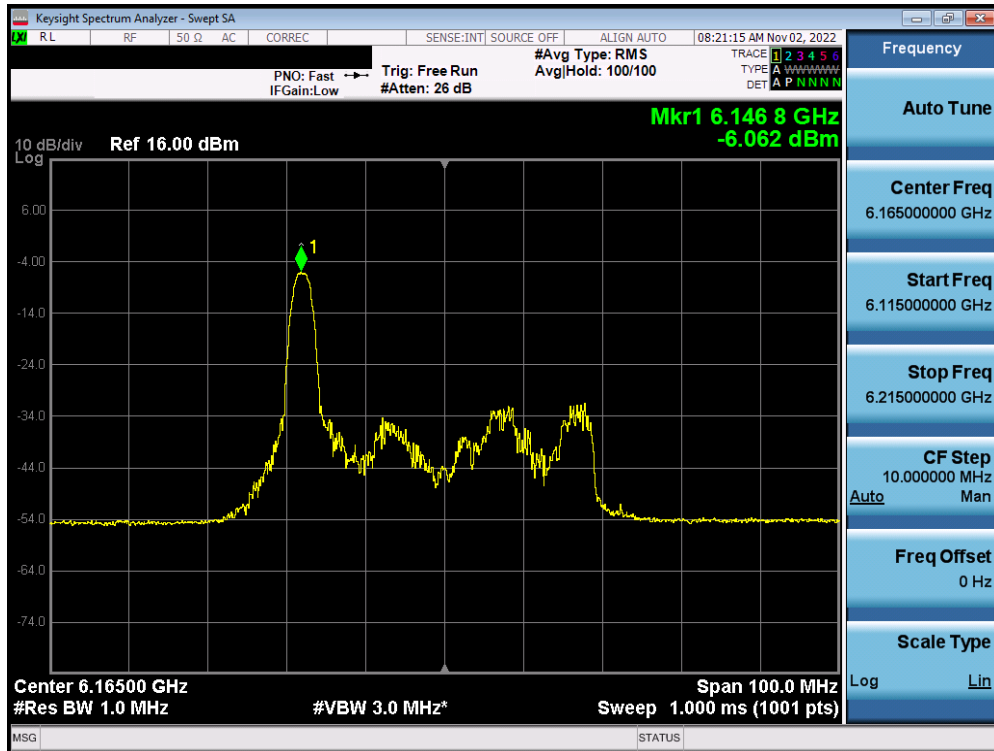 Keysight Spectrum Analyzer - Swept SA
LXI RL RF 50 Ω AC CORREC SENSE:INT SOURCE OFF ALIGN AUTO 08:21:15 AM Nov 02, 2022
PNO: Fast
IFGain:Low
Trig: Free Run
#Atten: 26 dB
#Avg Type: RMS
Avg|Hold: 100/100
TRACE 1 2 3 4 5 6
TYPE A WWWWW
DET A P N N N N
Mkr1 6.146 8 GHz
-6.062 dBm
10 dB/div Ref 16.00 dBm
Log
6.00
-4.00
1
-14.0
-24.0
-34.0
-44.0
-54.0
-64.0
-74.0
Center 6.16500 GHz Span 100.0 MHz
#Res BW 1.0 MHz #VBW 3.0 MHz* Sweep 1.000 ms (1001 pts)
MSG STATUS
Frequency
Auto Tune
Center Freq
6.165000000 GHz
Start Freq
6.115000000 GHz
Stop Freq
6.215000000 GHz
CF Step
10.000000 MHz
Auto Man
Freq Offset
0 Hz
Scale Type
Log Lin